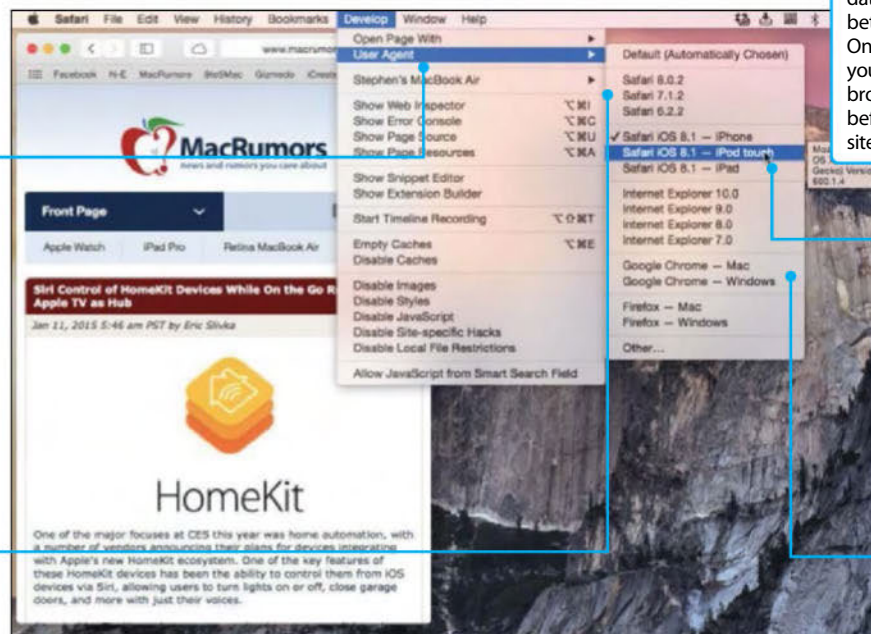 Safari File Edit View History Bookmarks Develop Window Help
www.macrumor
Facebook N-E MacRumors 9to5Mac Gizmodo iCreate
MacRumors
news and rumors you care about
Front Page
Apple Watch iPad Pro Retina MacBook Air
Siri Control of HomeKit Devices While On the Go R
Apple TV as Hub
Jan 11, 2015 5:46 am PST by Eric Slivka
HomeKit
One of the major focuses at CES this year was home automation, with
a number of vendors announcing their plans for devices integrating
with Apple's new HomeKit ecosystem. One of the key features of
these HomeKit devices has been the ability to control them from iOS
devices via Siri, allowing users to turn lights on or off, close garage
doors, and more with just their voices.
Open Page With
User Agent
Stephen's MacBook Air
Show Web Inspector ⌥⌘I
Show Error Console ⌥⌘C
Show Page Source ⌥⌘U
Show Page Resources ⌥⌘A
Show Snippet Editor
Show Extension Builder
Start Timeline Recording ⌥⇧⌘T
Empty Caches ⌥⌘E
Disable Caches
Disable Images
Disable Styles
Disable JavaScript
Disable Site-specific Hacks
Disable Local File Restrictions
Allow JavaScript from Smart Search Field
Default (Automatically Chosen)
Safari 8.0.2
Safari 7.1.2
Safari 6.2.2
✓ Safari iOS 8.1 — iPhone
Safari iOS 8.1 — iPod touch
Safari iOS 8.1 — iPad
Internet Explorer 10.0
Internet Explorer 9.0
Internet Explorer 8.0
Internet Explorer 7.0
Google Chrome — Mac
Google Chrome — Windows
Firefox — Mac
Firefox — Windows
Other...
600.1.4
bef
On
you
bro
bef
site